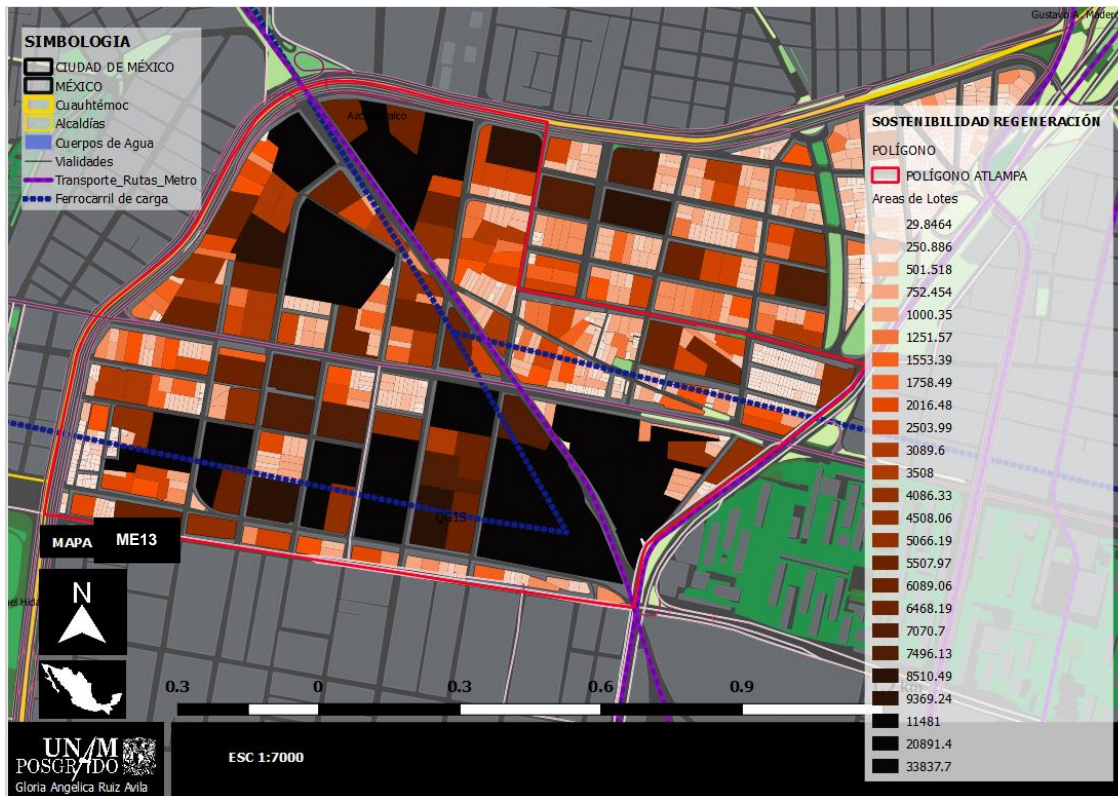 Gustavo A. Madero
SIMBOLOGIA
CIUDAD DE MÉXICO
MÉXICO
Cuauhtémoc
Alcaldías
Cuerpos de Agua
Vialidades
Transporte_Rutas_Metro
Ferrocarril de carga
Azcapotzalco
SOSTENIBILIDAD REGENERACIÓN
POLÍGONO
POLÍGONO ATLAMPA
Areas de Lotes
29.8464
250.886
501.518
752.454
1000.35
1251.57
1553.39
1758.49
2016.48
2503.99
3089.6
3508
4086.33
4508.06
5066.19
5507.97
6089.06
6468.19
7070.7
7496.13
8510.49
9369.24
11481
20891.4
33837.7
QGIS
MAPA ME13
N
0.3 0 0.3 0.6 0.9 km
UNAM
POSGRADO
Gloria Angelica Ruiz Avila
ESC 1:7000